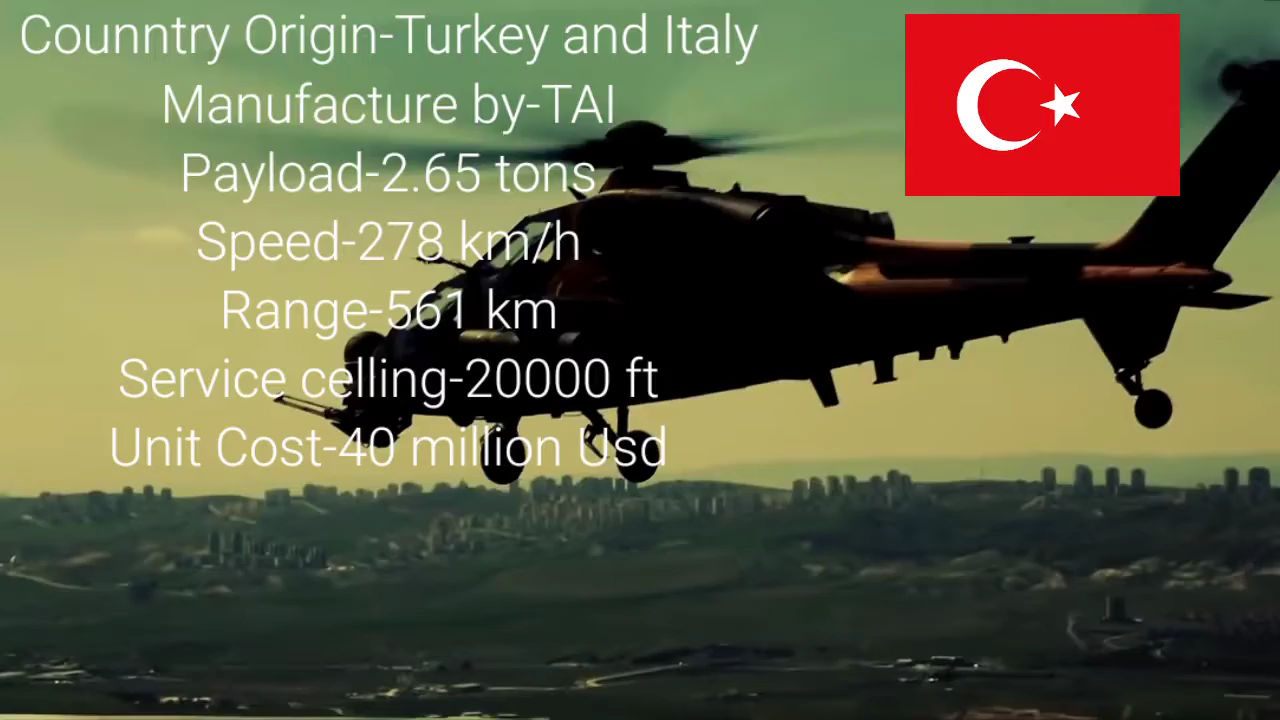 Counntry Origin-Turkey and Italy
Manufacture by-TAI
Payload-2.65 tons
Speed-278 km/h
Range-561 km
Service celling-20000 ft
Unit Cost-40 million Usd